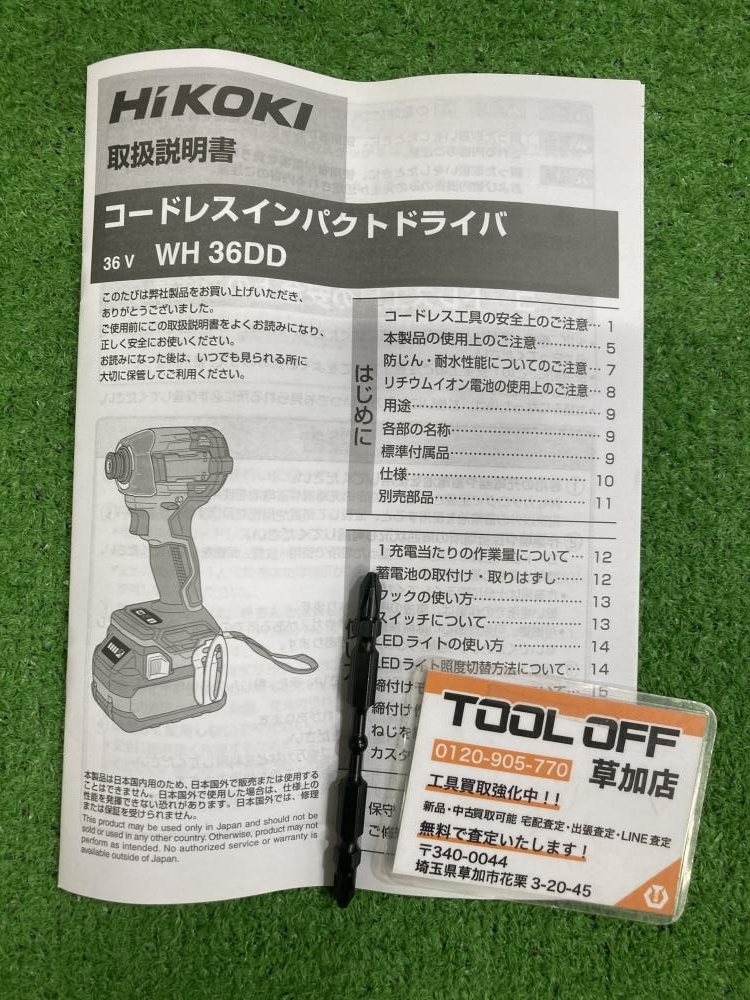 HiKOKI
取扱説明書
コードレスインパクトドライバ
36 V WH 36DD
このたびは弊社製品をお買い上げいただき、
ありがとうございました。
ご使用前にこの取扱説明書をよくお読みになり、
正しく安全にお使いください。
お読みになった後は、いつでも見られる所に
大切に保管してご利用ください。
はじめに
コードレス工具の安全上のご注意… 1
本製品の使用上のご注意………… 5
防じん・耐水性能についてのご注意… 7
リチウムイオン電池の使用上のご注意… 8
用途………………………………… 9
各部の名称………………………… 9
標準付属品………………………… 9
仕様………………………………… 10
別売部品…………………………… 11
1充電当たりの作業量について… 12
蓄電池の取付け・取りはずし…… 12
フックの使い方…………………… 13
スイッチについて………………… 13
LEDライトの使い方……………… 14
LEDライト照度切替方法について… 14
締付けモ 15
締付け
ねじを
カスタ
保守
ご修
本製品は日本国内用のため、日本国外で販売または使用する
ことはできません。日本国外で使用した場合は、仕様上の
性能を発揮できない恐れがあります。日本国外では、修理
または保証を受けられません。
This product may be used only in Japan and should not be
sold or used in any other country. Otherwise, product may not
perform as intended. No authorized service or warranty is
available outside of Japan.
TOOL OFF
0120-905-770 草加店
工具買取強化中!!
新品・中古買取可能 宅配査定・出張査定・LINE査定
無料で査定いたします!
〒340-0044
埼玉県草加市花栗 3-20-45